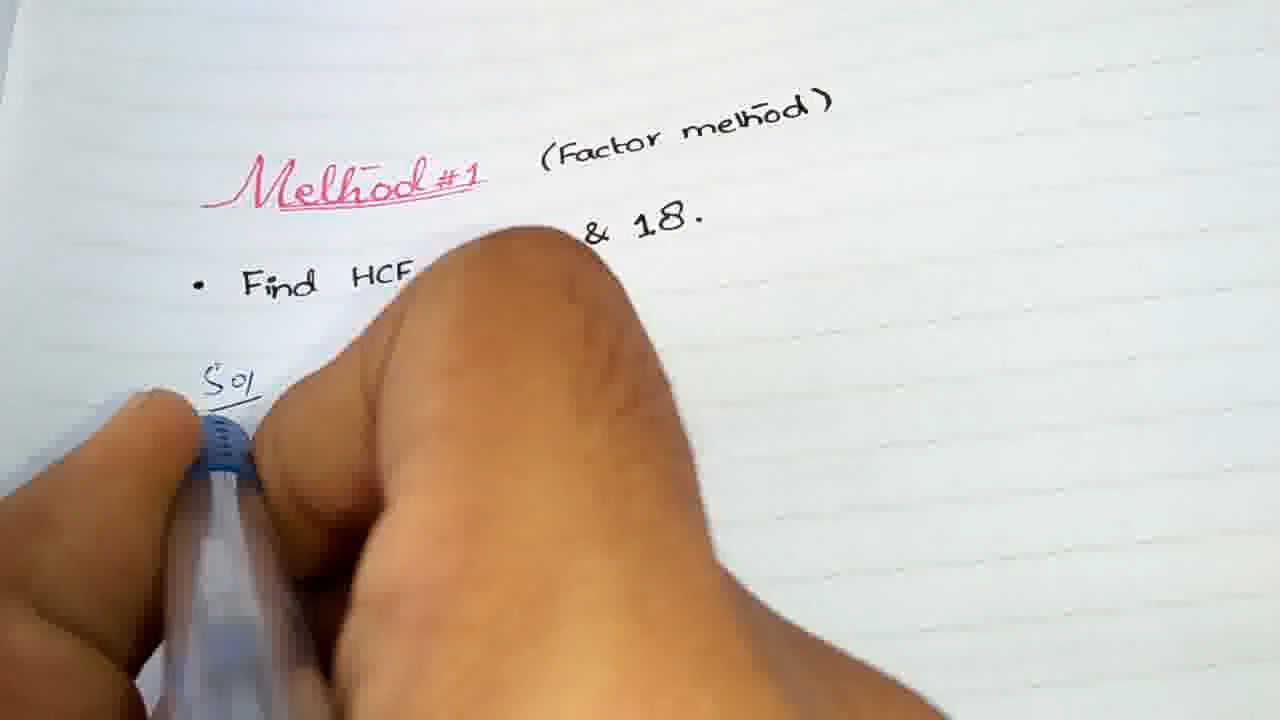 Method #1 (Factor method)
• Find HCF & 18.
Sol